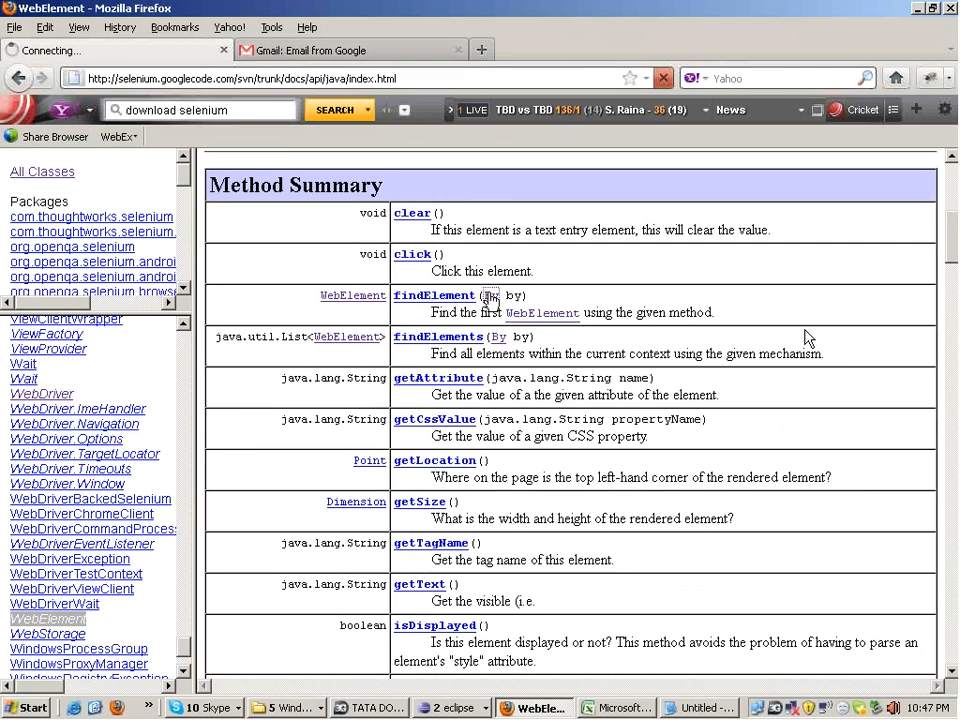 WebElement - Mozilla Firefox
File Edit View History Bookmarks Yahoo! Tools Help
Connecting...
Gmail: Email from Google
http://selenium.googlecode.com/svn/trunk/docs/api/java/index.html
Yahoo
download selenium
SEARCH
1 LIVE TBD vs TBD 136/1 (14) S. Raina - 36 (19)
News
Cricket
Share Browser WebEx
All Classes
Packages
com.thoughtworks.selenium
com.thoughtworks.selenium.
org.openqa.selenium
org.openqa.selenium.androi
org.openqa.selenium.androi
org.openqa.selenium.browse
ViewClientWrapper
ViewFactory
ViewProvider
Wait
Wait
WebDriver
WebDriver.ImeHandler
WebDriver.Navigation
WebDriver.Options
WebDriver.TargetLocator
WebDriver.Timeouts
WebDriver.Window
WebDriverBackedSelenium
WebDriverChromeClient
WebDriverCommandProcess
WebDriverEventListener
WebDriverException
WebDriverTestContext
WebDriverViewClient
WebDriverWait
WebElement
WebStorage
WindowsProcessGroup
WindowsProxyManager
WindowsRegistryException
Method Summary
void clear()
If this element is a text entry element, this will clear the value.
void click()
Click this element.
WebElement findElement(By by)
Find the first WebElement using the given method.
java.util.List<WebElement> findElements(By by)
Find all elements within the current context using the given mechanism.
java.lang.String getAttribute(java.lang.String name)
Get the value of a the given attribute of the element.
java.lang.String getCssValue(java.lang.String propertyName)
Get the value of a given CSS property.
Point getLocation()
Where on the page is the top left-hand corner of the rendered element?
Dimension getSize()
What is the width and height of the rendered element?
java.lang.String getTagName()
Get the tag name of this element.
java.lang.String getText()
Get the visible (i.e.
boolean isDisplayed()
Is this element displayed or not? This method avoids the problem of having to parse an
element's "style" attribute.
Start
10 Skype
5 Wind...
TATA DO...
2 eclipse
WebEle...
Microsof...
Untitled -...
10:47 PM